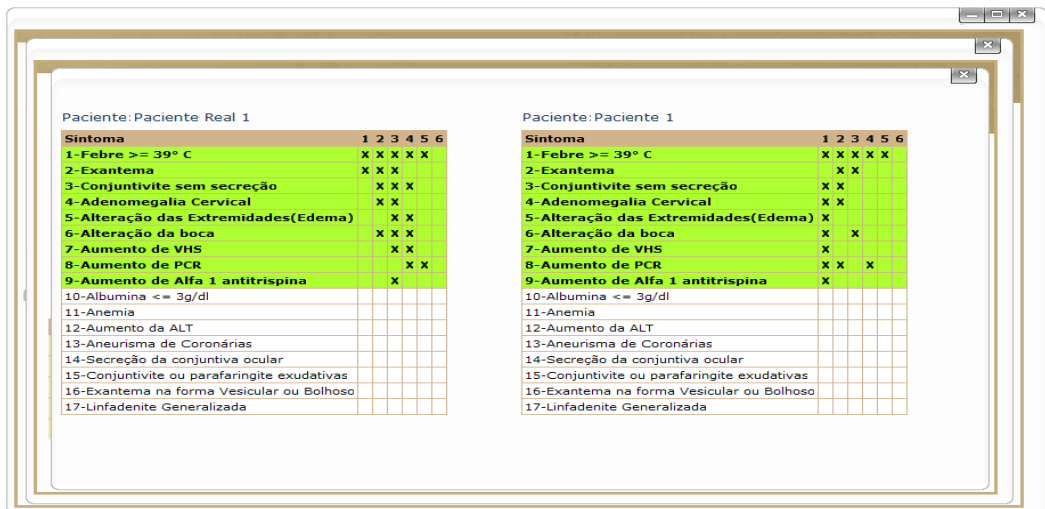 Paciente:Paciente Real 1
Sintoma 1 2 3 4 5 6
1-Febre >= 39° C x x x x x
2-Exantema x x x
3-Conjuntivite sem secreção x x x
4-Adenomegalia Cervical x x
5-Alteração das Extremidades(Edema) x x
6-Alteração da boca x x x
7-Aumento de VHS x x
8-Aumento de PCR x x
9-Aumento de Alfa 1 antitrispina x
10-Albumina <= 3g/dl
11-Anemia
12-Aumento da ALT
13-Aneurisma de Coronárias
14-Secreção da conjuntiva ocular
15-Conjuntivite ou parafaringite exudativas
16-Exantema na forma Vesicular ou Bolhoso
17-Linfadenite Generalizada
Paciente:Paciente 1
Sintoma 1 2 3 4 5 6
1-Febre >= 39° C x x x x x
2-Exantema x x
3-Conjuntivite sem secreção x x
4-Adenomegalia Cervical x x
5-Alteração das Extremidades(Edema) x
6-Alteração da boca x x
7-Aumento de VHS x
8-Aumento de PCR x x x
9-Aumento de Alfa 1 antitrispina x
10-Albumina <= 3g/dl
11-Anemia
12-Aumento da ALT
13-Aneurisma de Coronárias
14-Secreção da conjuntiva ocular
15-Conjuntivite ou parafaringite exudativas
16-Exantema na forma Vesicular ou Bolhoso
17-Linfadenite Generalizada